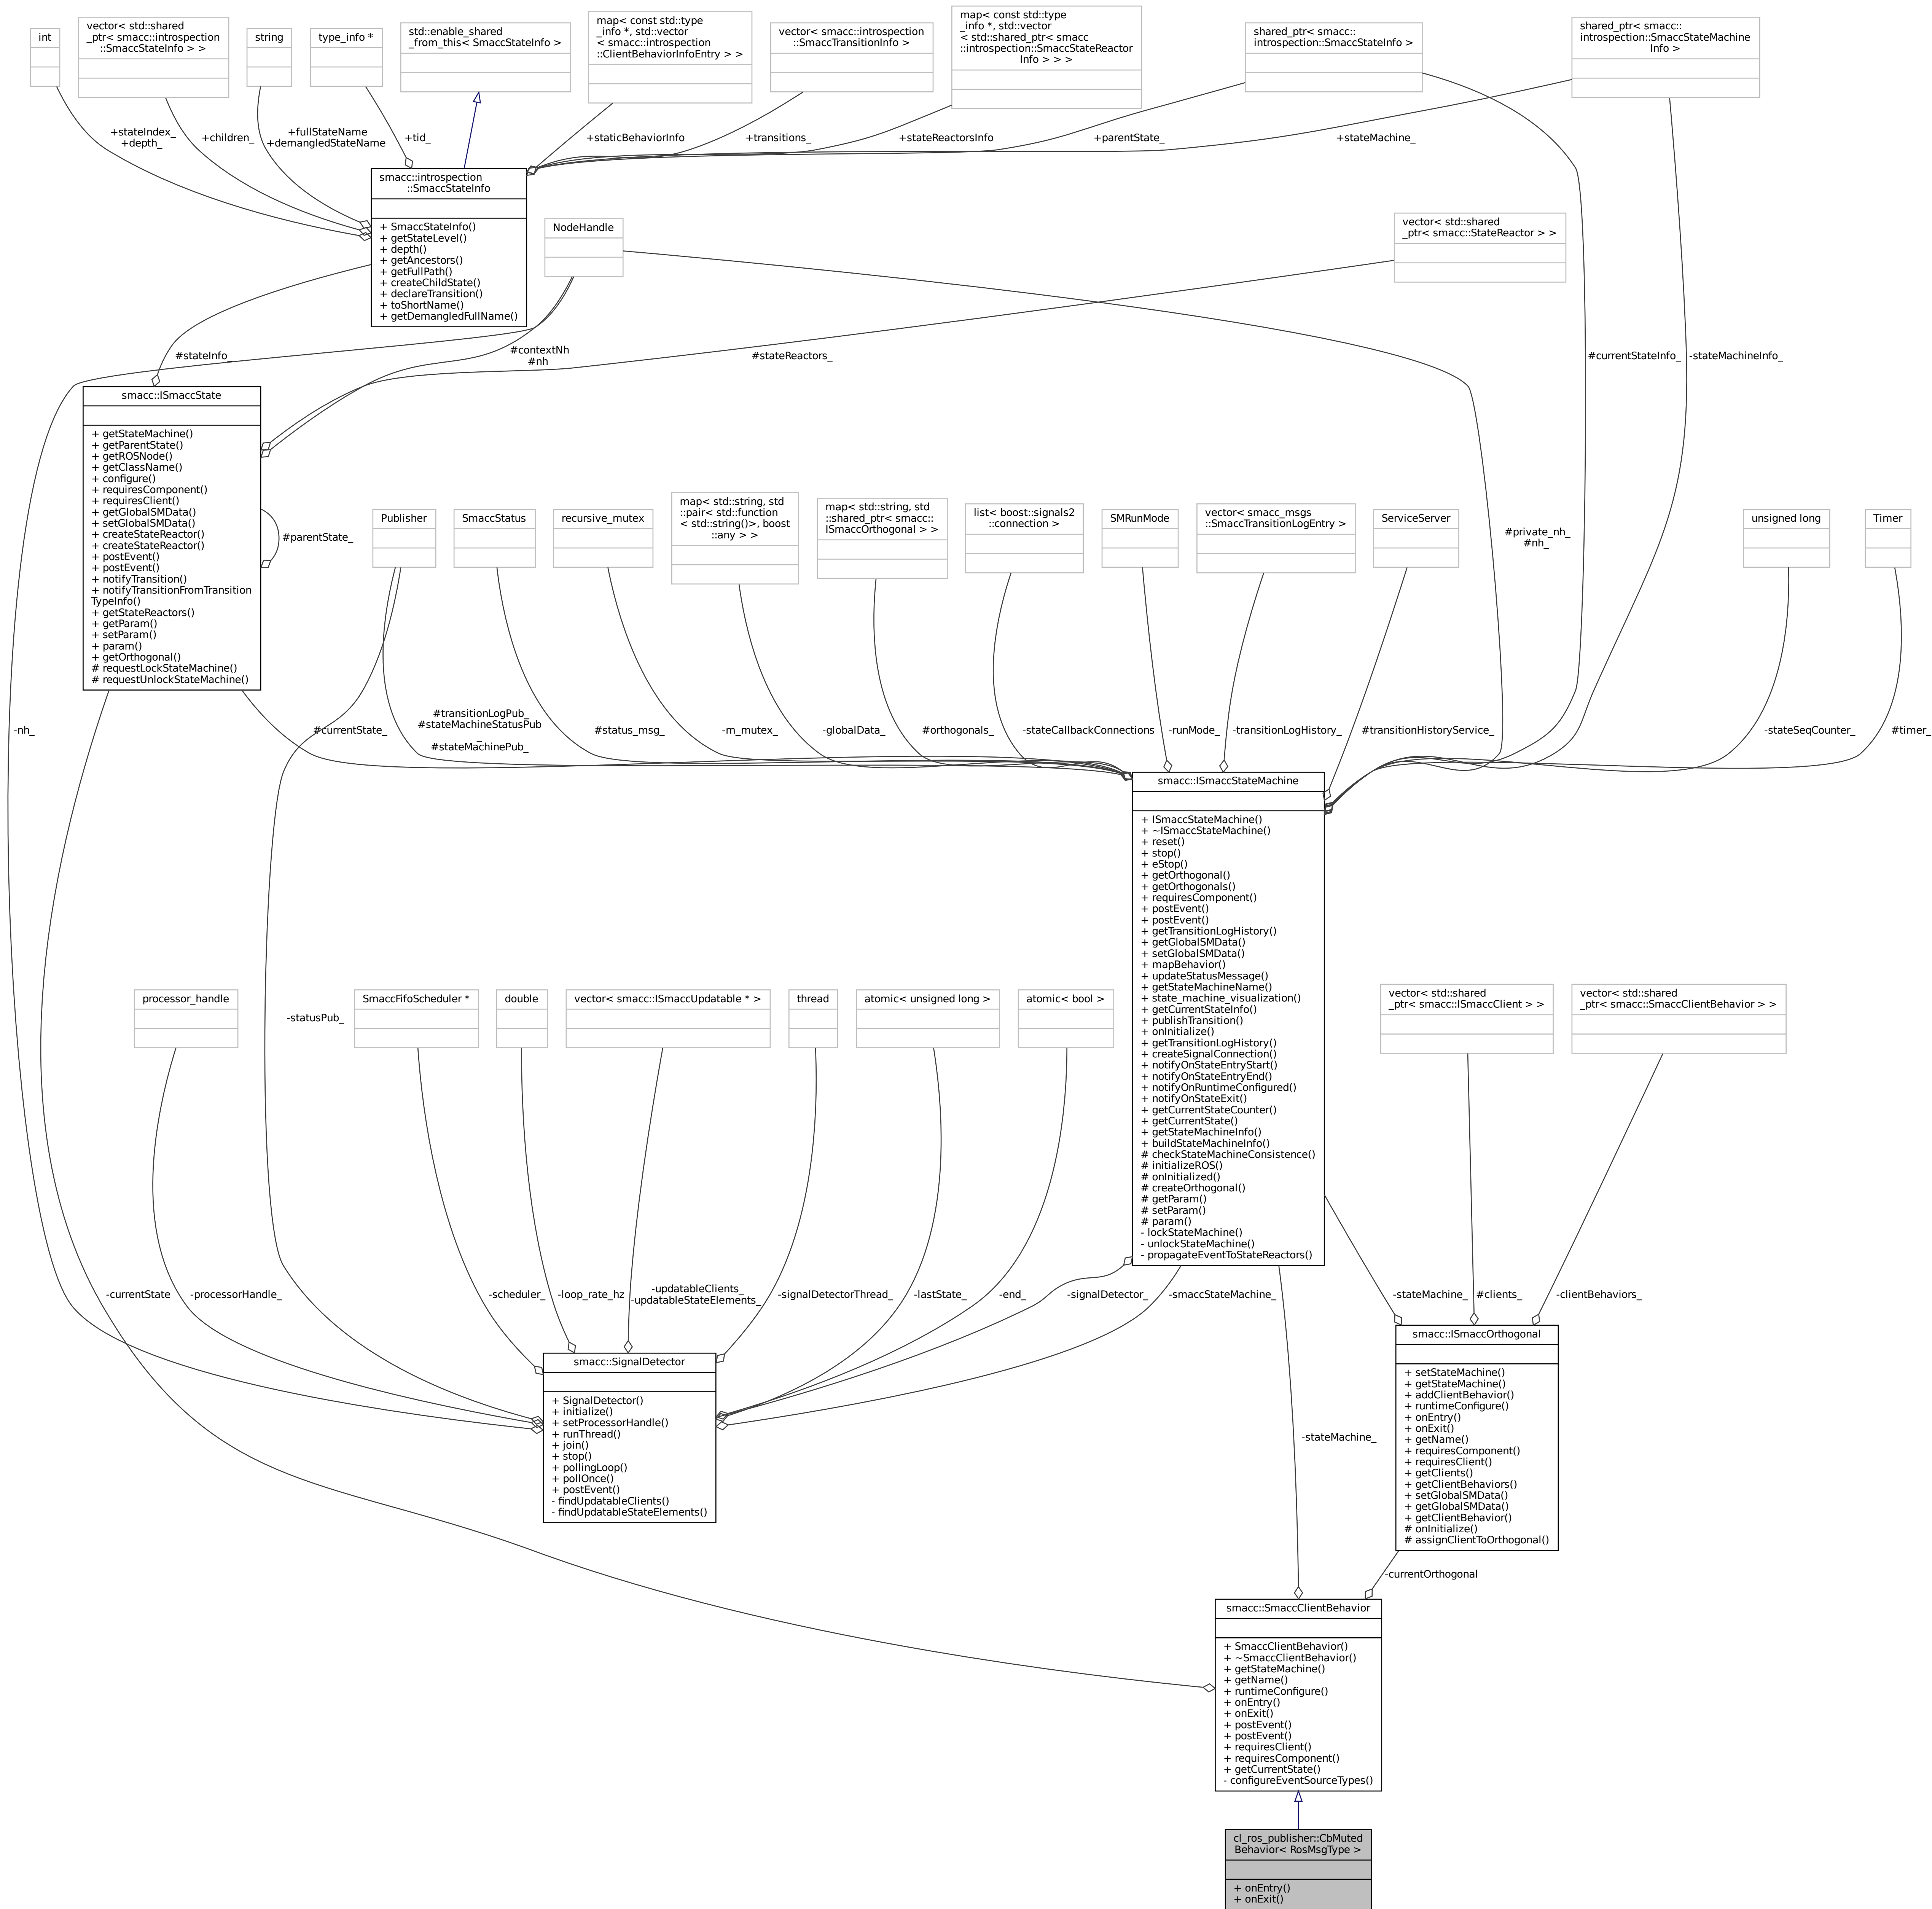 int
vector< std::shared
_ptr< smacc::introspection
::SmaccStateInfo > >
string
type_info *
std::enable_shared
_from_this< SmaccStateInfo >
map< const std::type
_info *, std::vector
< smacc::introspection
::ClientBehaviorInfoEntry > >
vector< smacc::introspection
::SmaccTransitionInfo >
map< const std::type
_info *, std::vector
< std::shared_ptr< smacc
::introspection::SmaccStateReactor
Info > > >
shared_ptr< smacc::
introspection::SmaccStateInfo >
shared_ptr< smacc::
introspection::SmaccStateMachine
Info >
+stateIndex_
+depth_
+children_
+fullStateName
+demangledStateName
+tid_
+staticBehaviorInfo
+transitions_
+stateReactorsInfo
+parentState_
+stateMachine_
smacc::introspection
::SmaccStateInfo
+ SmaccStateInfo()
+ getStateLevel()
+ depth()
+ getAncestors()
+ getFullPath()
+ createChildState()
+ declareTransition()
+ toShortName()
+ getDemangledFullName()
NodeHandle
vector< std::shared
_ptr< smacc::StateReactor > >
#stateInfo_
#contextNh
#nh
#stateReactors_
#currentStateInfo_
-stateMachineInfo_
smacc::ISmaccState
+ getStateMachine()
+ getParentState()
+ getROSNode()
+ getClassName()
+ configure()
+ requiresComponent()
+ requiresClient()
+ getGlobalSMData()
+ setGlobalSMData()
+ createStateReactor()
+ createStateReactor()
+ postEvent()
+ postEvent()
+ notifyTransition()
+ notifyTransitionFromTransition
TypeInfo()
+ getStateReactors()
+ getParam()
+ setParam()
+ param()
+ getOrthogonal()
# requestLockStateMachine()
# requestUnlockStateMachine()
#parentState_
Publisher
SmaccStatus
recursive_mutex
map< std::string, std
::pair< std::function
< std::string()>, boost
::any > >
map< std::string, std
::shared_ptr< smacc::
ISmaccOrthogonal > >
list< boost::signals2
::connection >
SMRunMode
vector< smacc_msgs
::SmaccTransitionLogEntry >
ServiceServer
#private_nh_
#nh_
unsigned long
Timer
-nh_
#currentState_
#transitionLogPub_
#stateMachineStatusPub
_
#stateMachinePub_
#status_msg_
-m_mutex_
-globalData_
#orthogonals_
-stateCallbackConnections
-runMode_
-transitionLogHistory_
#transitionHistoryService_
-stateSeqCounter_
#timer_
smacc::ISmaccStateMachine
+ ISmaccStateMachine()
+ ~ISmaccStateMachine()
+ reset()
+ stop()
+ eStop()
+ getOrthogonal()
+ getOrthogonals()
+ requiresComponent()
+ postEvent()
+ postEvent()
+ getTransitionLogHistory()
+ getGlobalSMData()
+ setGlobalSMData()
+ mapBehavior()
+ updateStatusMessage()
+ getStateMachineName()
+ state_machine_visualization()
+ getCurrentStateInfo()
+ publishTransition()
+ onInitialize()
+ getTransitionLogHistory()
+ createSignalConnection()
+ notifyOnStateEntryStart()
+ notifyOnStateEntryEnd()
+ notifyOnRuntimeConfigured()
+ notifyOnStateExit()
+ getCurrentStateCounter()
+ getCurrentState()
+ getStateMachineInfo()
+ buildStateMachineInfo()
# checkStateMachineConsistence()
# initializeROS()
# onInitialized()
# createOrthogonal()
# getParam()
# setParam()
# param()
- lockStateMachine()
- unlockStateMachine()
- propagateEventToStateReactors()
processor_handle
-statusPub_
SmaccFifoScheduler *
double
vector< smacc::ISmaccUpdatable * >
thread
atomic< unsigned long >
atomic< bool >
vector< std::shared
_ptr< smacc::ISmaccClient > >
vector< std::shared
_ptr< smacc::SmaccClientBehavior > >
-currentState
-processorHandle_
-scheduler_
-loop_rate_hz
-updatableClients_
-updatableStateElements_
-signalDetectorThread_
-lastState_
-end_
-signalDetector_
-smaccStateMachine_
-stateMachine_
#clients_
-clientBehaviors_
smacc::SignalDetector
+ SignalDetector()
+ initialize()
+ setProcessorHandle()
+ runThread()
+ join()
+ stop()
+ pollingLoop()
+ pollOnce()
+ postEvent()
- findUpdatableClients()
- findUpdatableStateElements()
-stateMachine_
smacc::ISmaccOrthogonal
+ setStateMachine()
+ getStateMachine()
+ addClientBehavior()
+ runtimeConfigure()
+ onEntry()
+ onExit()
+ getName()
+ requiresComponent()
+ requiresClient()
+ getClients()
+ getClientBehaviors()
+ setGlobalSMData()
+ getGlobalSMData()
+ getClientBehavior()
# onInitialize()
# assignClientToOrthogonal()
-currentOrthogonal
smacc::SmaccClientBehavior
+ SmaccClientBehavior()
+ ~SmaccClientBehavior()
+ getStateMachine()
+ getName()
+ runtimeConfigure()
+ onEntry()
+ onExit()
+ postEvent()
+ postEvent()
+ requiresClient()
+ requiresComponent()
+ getCurrentState()
- configureEventSourceTypes()
cl_ros_publisher::CbMuted
Behavior< RosMsgType >
+ onEntry()
+ onExit()